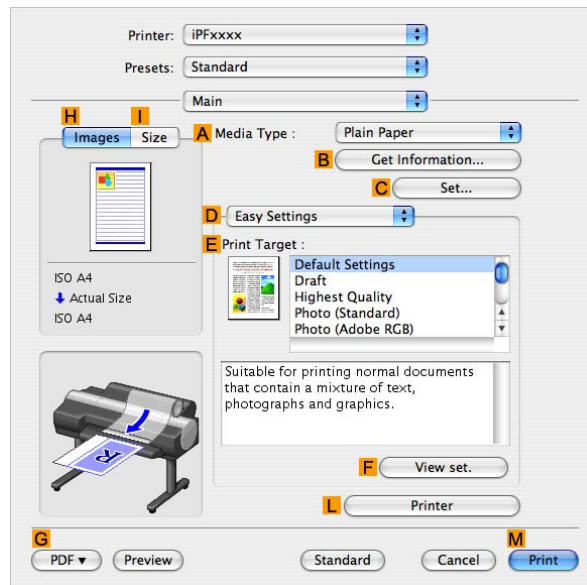 Printer: iPFxxxx
Presets: Standard
Main
H I
Images Size
A Media Type : Plain Paper
B Get Information...
C Set...
D Easy Settings
E Print Target :
Default Settings
Draft
Highest Quality
Photo (Standard)
Photo (Adobe RGB)
ISO A4
Actual Size
ISO A4
Suitable for printing normal documents
that contain a mixture of text,
photographs and graphics.
R
F View set.
L Printer
G M
PDF Preview Standard Cancel Print